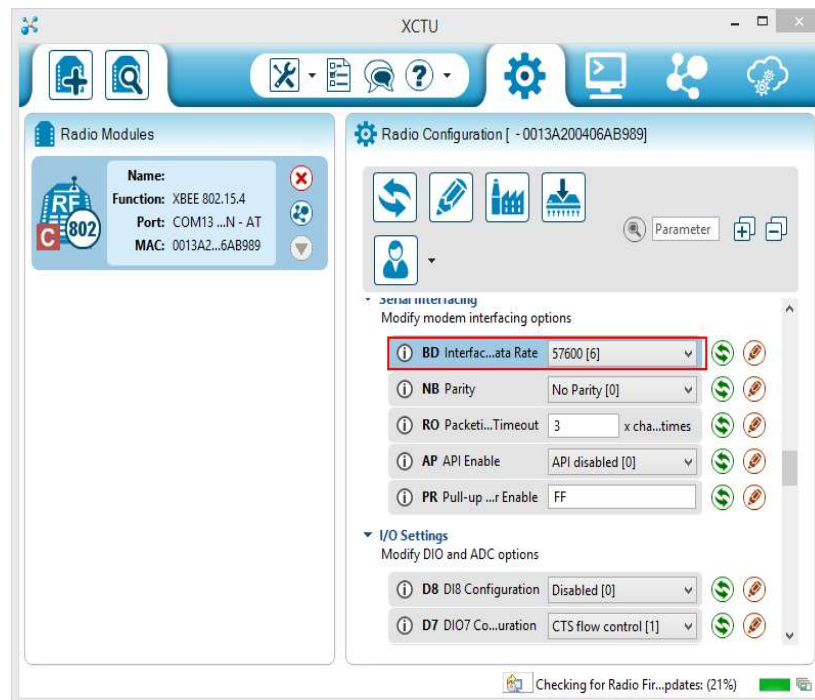 XCTU
Radio Modules
Name:
Function: XBEE 802.15.4
Port: COM13 ...N - AT
MAC: 0013A2...6AB989
RF
802
C
Radio Configuration [ - 0013A200406AB989]
Parameter
Serial Interfacing
Modify modem interfacing options
BD Interfac...ata Rate 57600 [6]
NB Parity No Parity [0]
RO Packeti...Timeout 3 x cha...times
AP API Enable API disabled [0]
PR Pull-up ...r Enable FF
I/O Settings
Modify DIO and ADC options
D8 DI8 Configuration Disabled [0]
D7 DIO7 Co...uration CTS flow control [1]
Checking for Radio Fir...pdates: (21%)